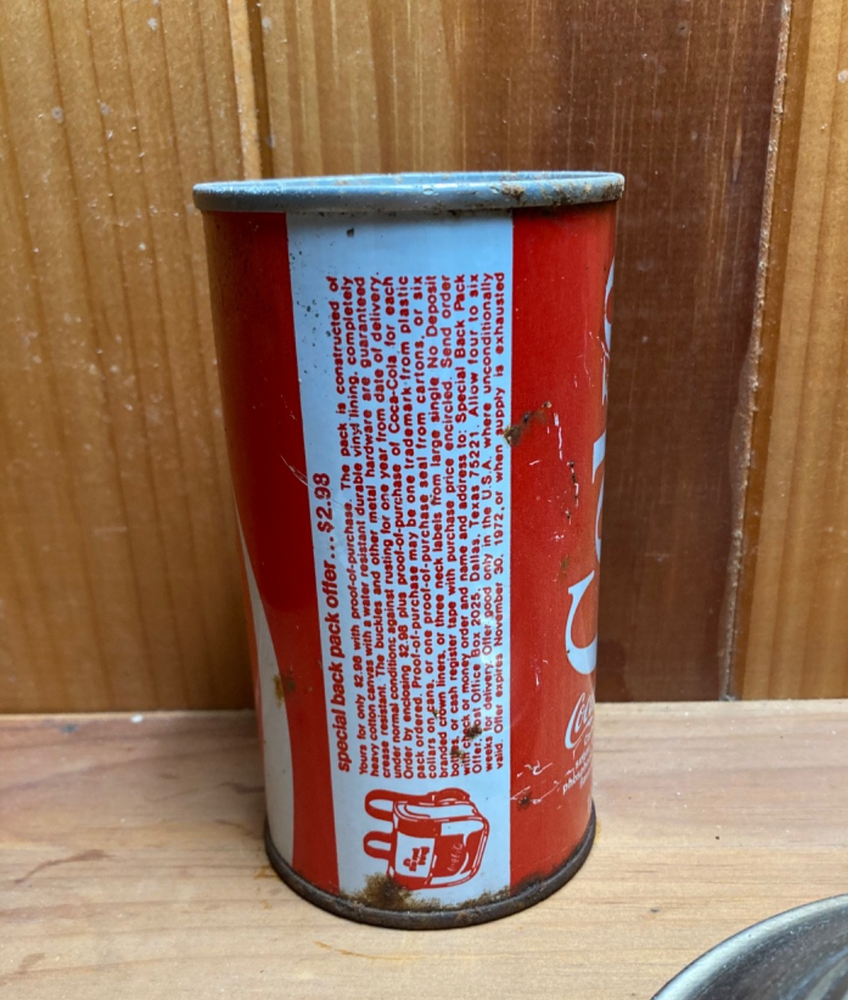 special back pack offer... $2.98
Yours for only $2.98 with proof-of-purchase. The pack is constructed of
heavy cotton canvas with a water resistant durable vinyl lining, completely
crease resistant. The buckles and other metal hardware are guaranteed
under normal conditions against rusting for one year from date of delivery.
Order by enclosing $2.98 plus proof-of-purchase of Coca-Cola for each
pack ordered. Proof-of-purchase may be one trademark from plastic
collars on cans, or one proof-of-purchase seal from cartons, or six
branded crown liners, or three neck labels from large single No Deposit
or cash register tape with purchase price encircled. Send order
with check or money order and name and address to: Special Back Pack
Offer, Post Office Box 2025, Dallas, Texas 75221. Allow four to six
weeks for delivery. Offer good only in the U.S.A. where unconditionally
valid. Offer expires November 30, 1972, or when supply is exhausted